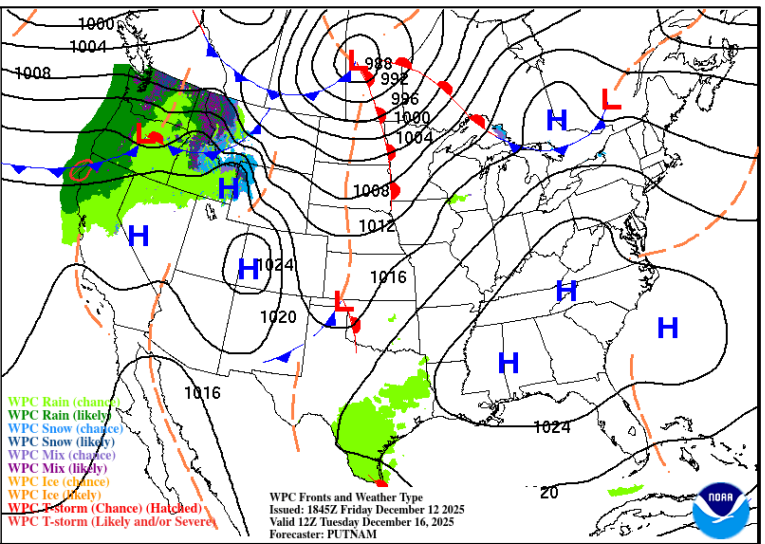 1000
1004
1008
988
992
996
1000
1004
L
L
L
H
H
H
1008
1012
H
1024
1016
H
L
1020
H
H
1016
1024
WPC Rain (chance)
WPC Rain (likely)
WPC Snow (chance)
WPC Snow (likely)
WPC Mix (chance)
WPC Mix (likely)
WPC Ice (chance)
WPC Ice (likely)
WPC T-storm (Chance) (Hatched)
WPC T-storm (Likely and/or Severe)
20
WPC Fronts and Weather Type
Issued: 1845Z Friday December 12 2025
Valid 12Z Tuesday December 16, 2025
Forecaster: PUTNAM
NOAA